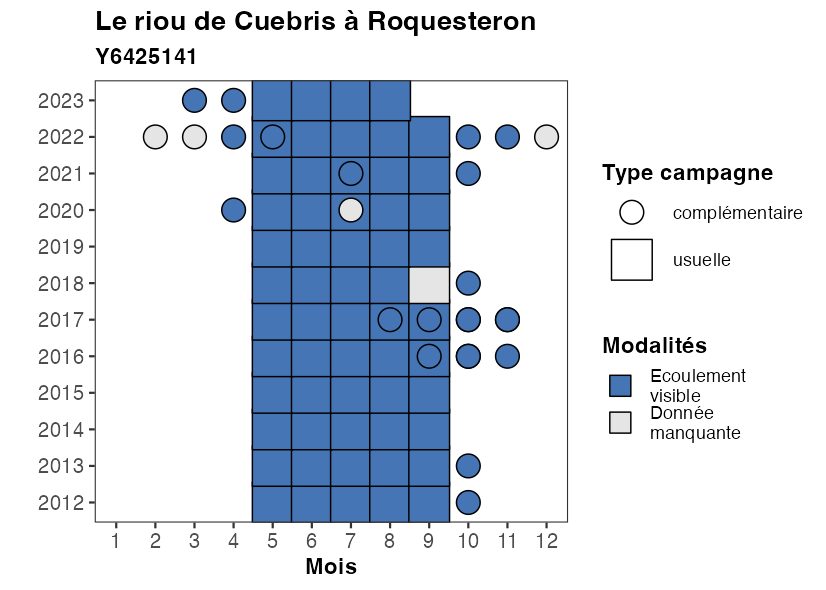 Le riou de Cuebris à Roquesteron
Y6425141
2023
2022
2021
2020
2019
2018
2017
2016
2015
2014
2013
2012
1 2 3 4 5 6 7 8 9 10 11 12
Mois
Type campagne
complémentaire
usuelle
Modalités
Ecoulement
visible
Donnée
manquante